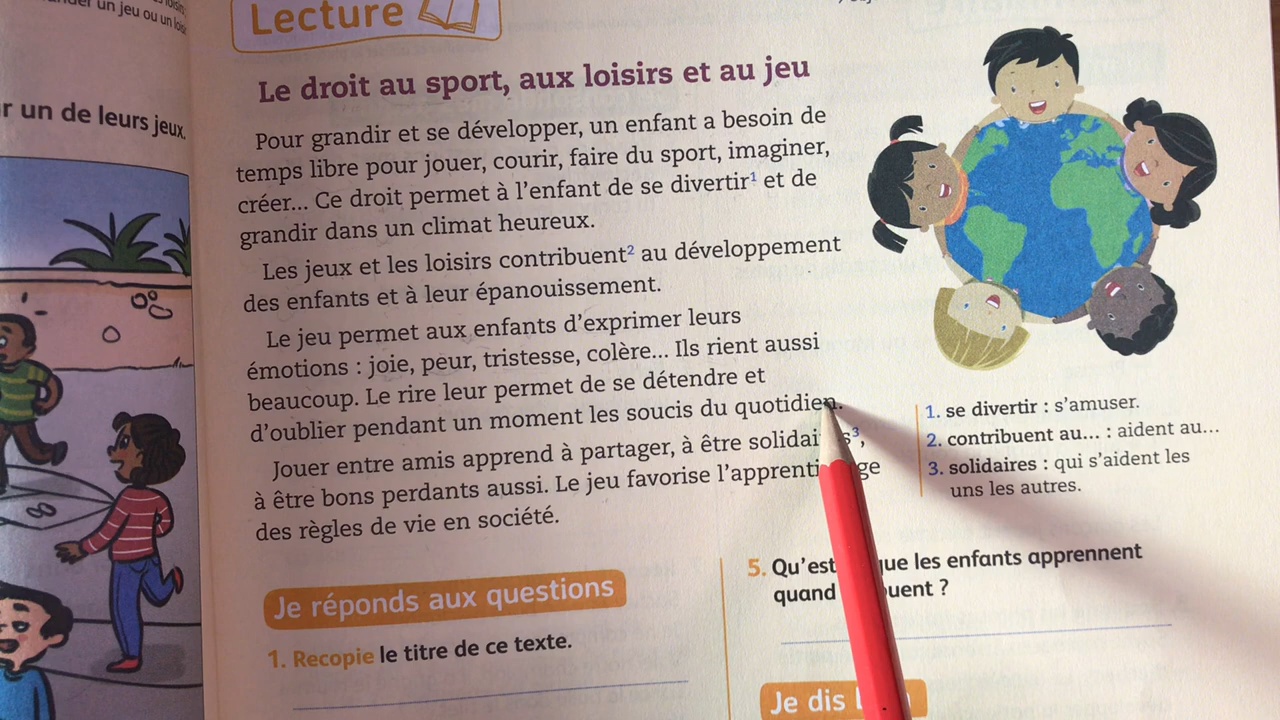 un jeu ou un
r un de leurs jeux.
Lecture
Le droit au sport, aux loisirs et au jeu
Pour grandir et se développer, un enfant a besoin de
temps libre pour jouer, courir, faire du sport, imaginer,
créer... Ce droit permet à l'enfant de se divertir¹ et de
grandir dans un climat heureux.
Les jeux et les loisirs contribuent² au développement
des enfants et à leur épanouissement.
Le jeu permet aux enfants d'exprimer leurs
émotions : joie, peur, tristesse, colère... Ils rient aussi
beaucoup. Le rire leur permet de se détendre et
d'oublier pendant un moment les soucis du quotidien.
Jouer entre amis apprend à partager, à être solidaires³,
à être bons perdants aussi. Le jeu favorise l'apprentissage
des règles de vie en société.
1. se divertir : s'amuser.
2. contribuent au... : aident au...
3. solidaires : qui s'aident les
uns les autres.
Je réponds aux questions
1. Recopie le titre de ce texte.
5. Qu'est que les enfants apprennent
quand jouent ?
Je dis